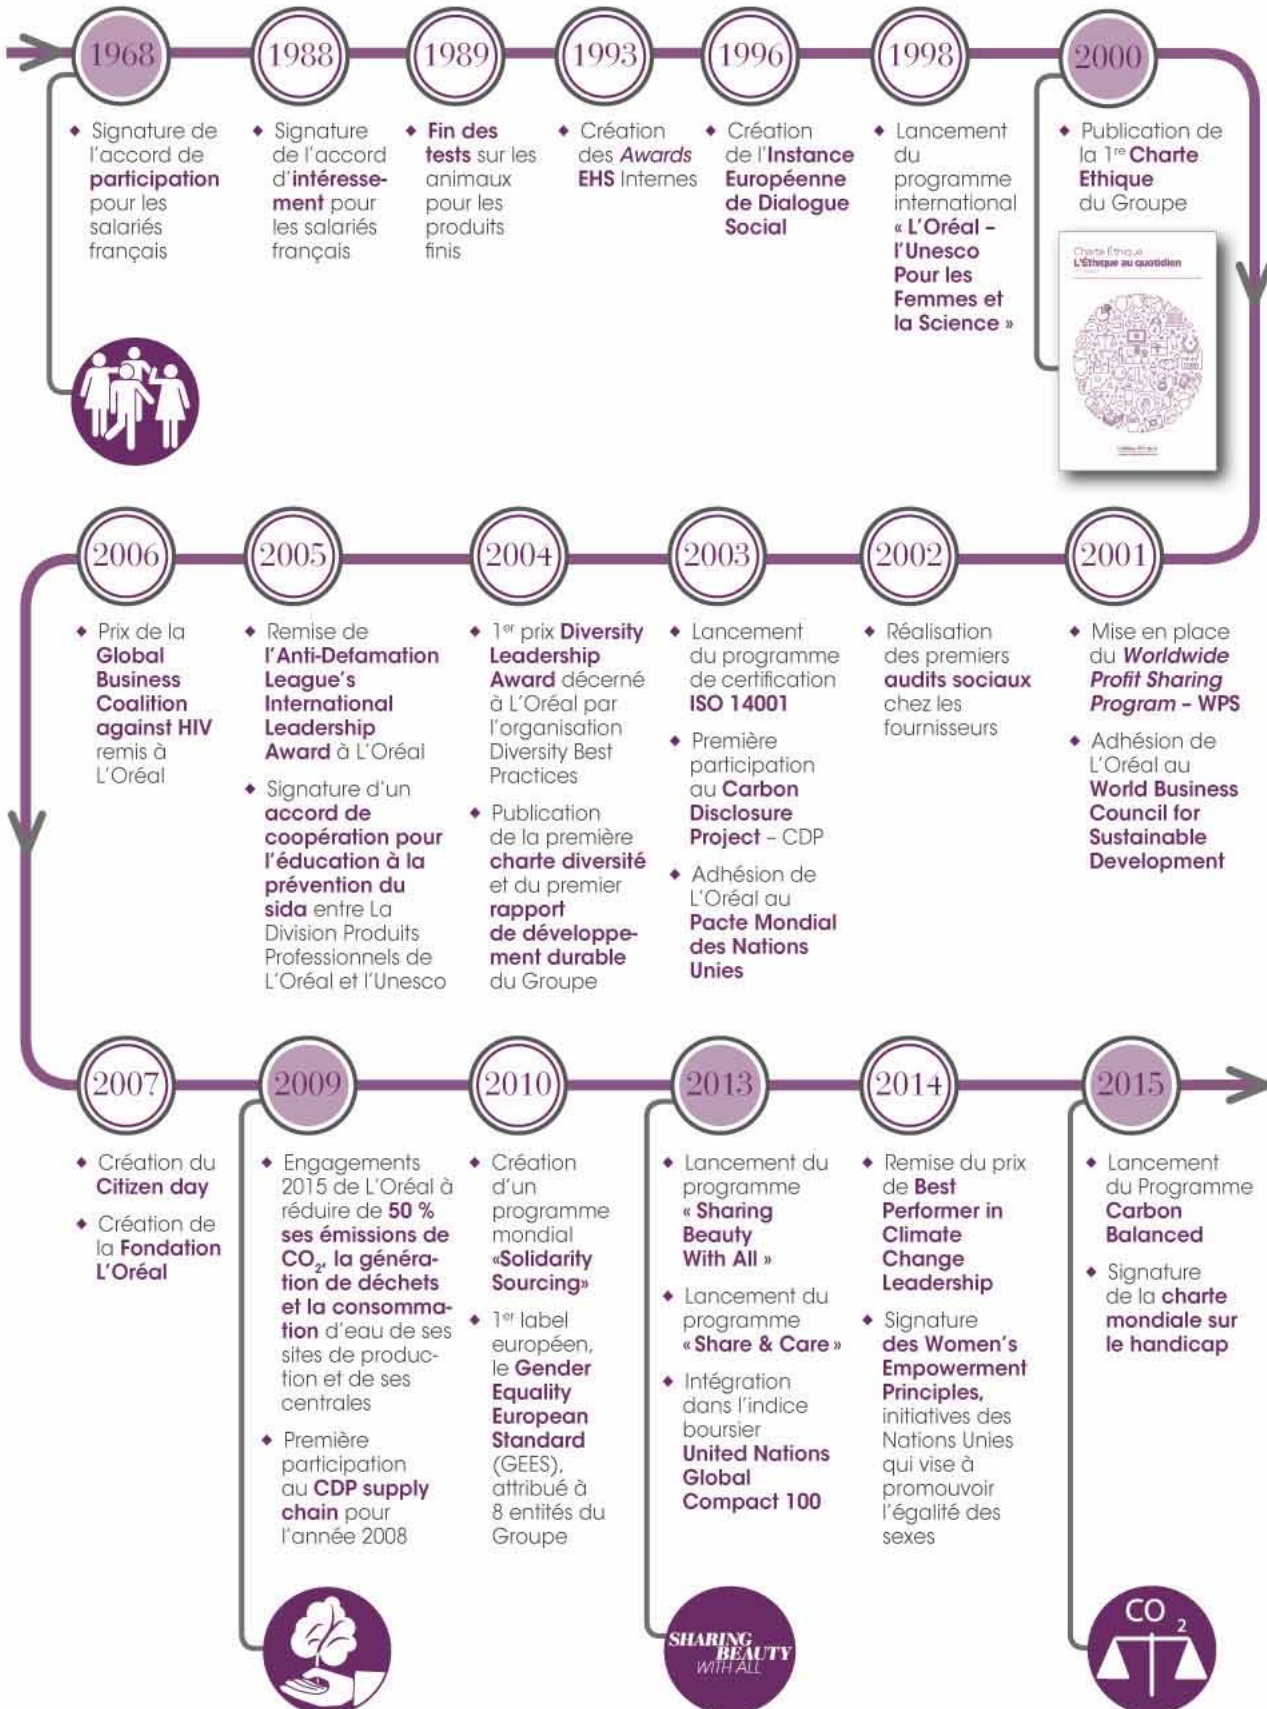 1968
Signature de
l'accord de
participation
pour les
salariés
français
1988
Signature
de l'accord
d'intéresse-
ment pour
les salariés
français
1989
Fin des
tests sur les
animaux
pour les
produits
finis
1993
Création
des Awards
EHS Internes
1996
Création
de l'Instance
Européenne
de Dialogue
Social
1998
Lancement
du
programme
international
« L'Oréal –
l'Unesco
Pour les
Femmes et
la Science »
2000
Publication de
la 1re Charte
Ethique
du Groupe
Charte Éthique
L'Éthique au quotidien
2001
Mise en place
du Worldwide
Profit Sharing
Program – WPS
Adhésion de
L'Oréal au
World Business
Council for
Sustainable
Development
2002
Réalisation
des premiers
audits sociaux
chez les
fournisseurs
2003
Lancement
du programme
de certification
ISO 14001
Première
participation
au Carbon
Disclosure
Project – CDP
Adhésion de
L'Oréal au
Pacte Mondial
des Nations
Unies
2004
1er prix Diversity
Leadership
Award décerné
à L'Oréal par
l'organisation
Diversity Best
Practices
Publication
de la première
charte diversité
et du premier
rapport
de développe-
ment durable
du Groupe
2005
Remise de
l'Anti-Defamation
League's
International
Leadership
Award à L'Oréal
Signature d'un
accord de
coopération pour
l'éducation à la
prévention du
sida entre La
Division Produits
Professionnels de
L'Oréal et l'Unesco
2006
Prix de la
Global
Business
Coalition
against HIV
remis à
L'Oréal
2007
Création du
Citizen day
Création de
la Fondation
L'Oréal
2009
Engagements
2015 de L'Oréal à
réduire de 50 %
ses émissions de
CO₂, la généra-
tion de déchets
et la consomma-
tion d'eau de ses
sites de produc-
tion et de ses
centrales
Première
participation
au CDP supply
chain pour
l'année 2008
2010
Création
d'un
programme
mondial
«Solidarity
Sourcing»
1er label
européen,
le Gender
Equality
European
Standard
(GEES),
attribué à
8 entités du
Groupe
2013
Lancement du
programme
« Sharing
Beauty
With All »
Lancement du
programme
« Share & Care »
Intégration
dans l'indice
boursier
United Nations
Global
Compact 100
SHARING
BEAUTY
WITH ALL
2014
Remise du prix
de Best
Performer in
Climate
Change
Leadership
Signature
des Women's
Empowerment
Principles,
initiatives des
Nations Unies
qui vise à
promouvoir
l'égalité des
sexes
2015
Lancement
du Programme
Carbon
Balanced
Signature
de la charte
mondiale sur
le handicap
CO₂